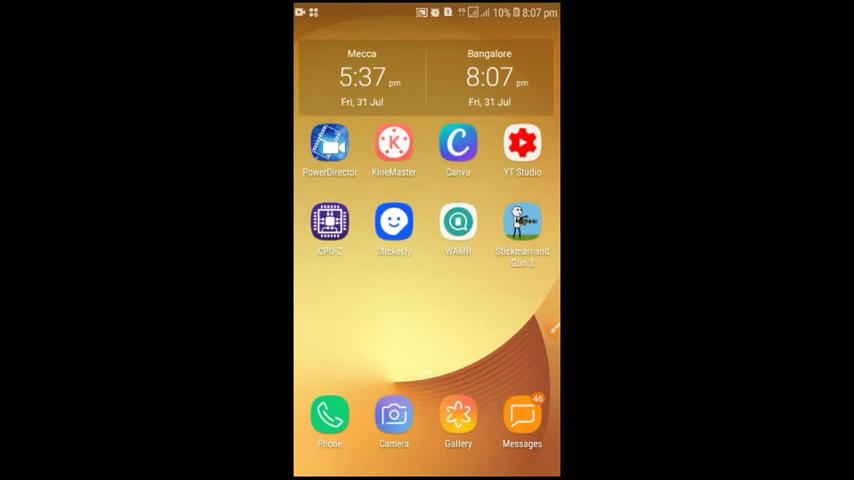 10% 8:07 pm
Mecca Bangalore
5:37 pm 8:07 pm
Fri, 31 Jul Fri, 31 Jul
PowerDirector KineMaster Canva YT Studio
CPU-Z Sticker.ly WAMR Stickman and
Gun 3
46
Phone Camera Gallery Messages